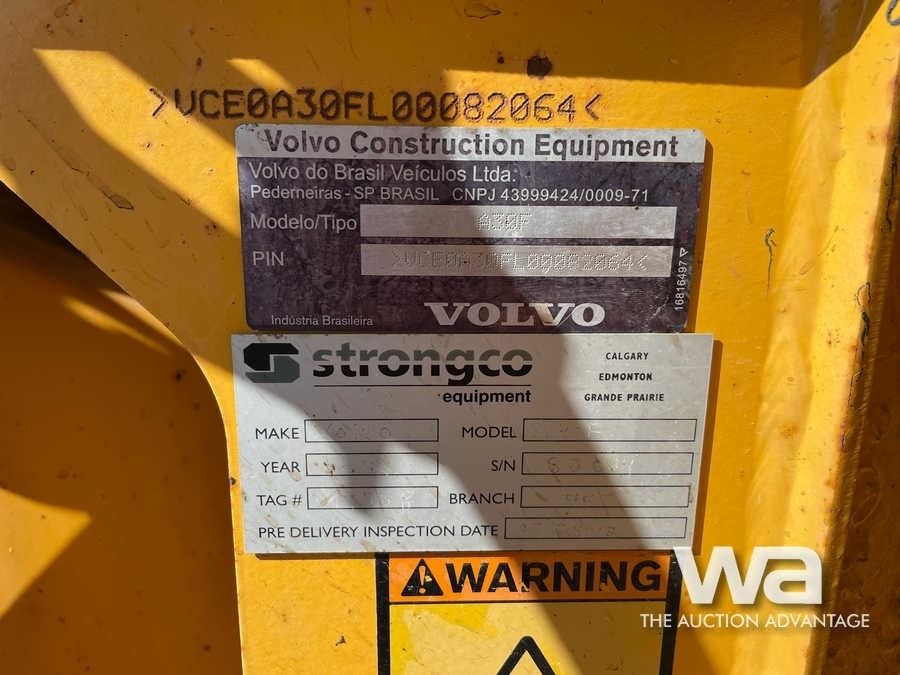 >VCE0A30FL00082064<
Volvo Construction Equipment
Volvo do Brasil Veículos Ltda.
Pederneiras - SP BRASIL CNPJ 43999424/0009-71
Modelo/Tipo A30F
PIN >VCE0A30FL00082064<
16816497
Indústria Brasileira VOLVO
strongco
equipment
CALGARY
EDMONTON
GRANDE PRAIRIE
MAKE MODEL
YEAR S/N
TAG # BRANCH
PRE DELIVERY INSPECTION DATE
WARNING
wa
THE AUCTION ADVANTAGE